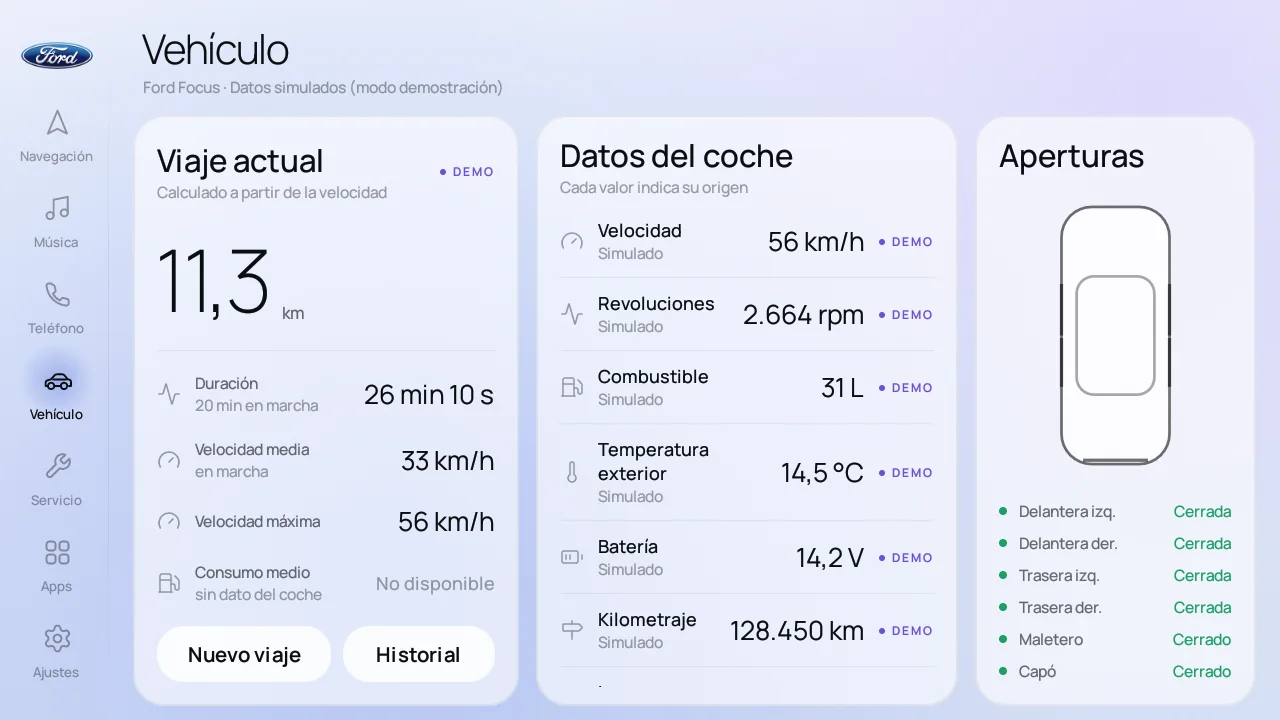 Ford
Vehículo
Ford Focus · Datos simulados (modo demostración)
Navegación
Música
Teléfono
Vehículo
Servicio
Apps
Ajustes
Viaje actual
DEMO
Calculado a partir de la velocidad
11,3 km
Duración
20 min en marcha
26 min 10 s
Velocidad media
en marcha
33 km/h
Velocidad máxima
56 km/h
Consumo medio
sin dato del coche
No disponible
Nuevo viaje
Historial
Datos del coche
Cada valor indica su origen
Velocidad
Simulado
56 km/h
DEMO
Revoluciones
Simulado
2.664 rpm
DEMO
Combustible
Simulado
31 L
DEMO
Temperatura
exterior
Simulado
14,5 °C
DEMO
Batería
Simulado
14,2 V
DEMO
Kilometraje
Simulado
128.450 km
DEMO
Aperturas
Delantera izq. Cerrada
Delantera der. Cerrada
Trasera izq. Cerrada
Trasera der. Cerrada
Maletero Cerrado
Capó Cerrado